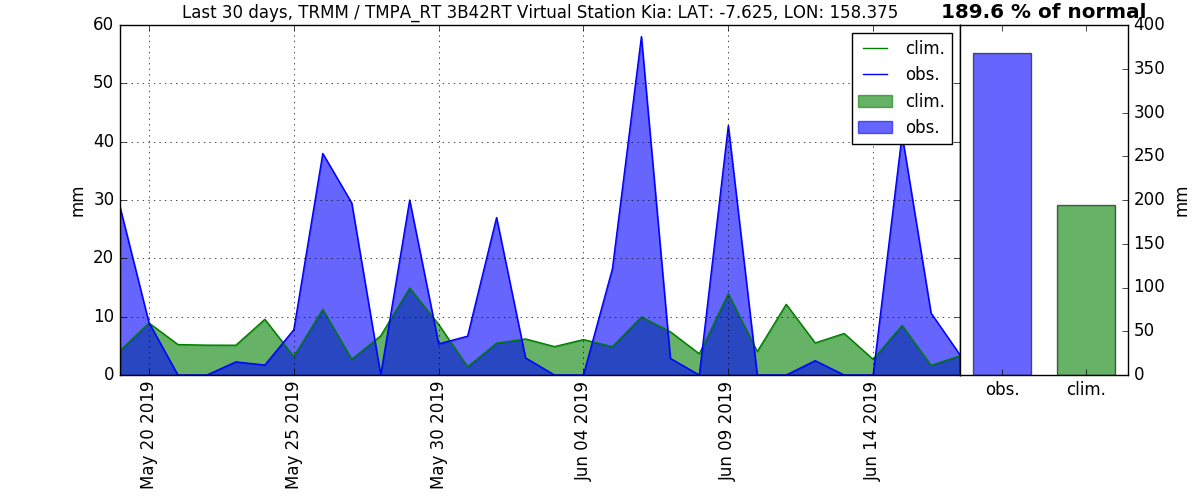 Last 30 days, TRMM / TMPA_RT 3B42RT Virtual Station Kia: LAT: -7.625, LON: 158.375
189.6 % of normal
60
50
40
30
20
10
0
mm
clim.
obs.
clim.
obs.
400
350
300
250
200
150
100
50
0
mm
May 20 2019
May 25 2019
May 30 2019
Jun 04 2019
Jun 09 2019
Jun 14 2019
obs.
clim.